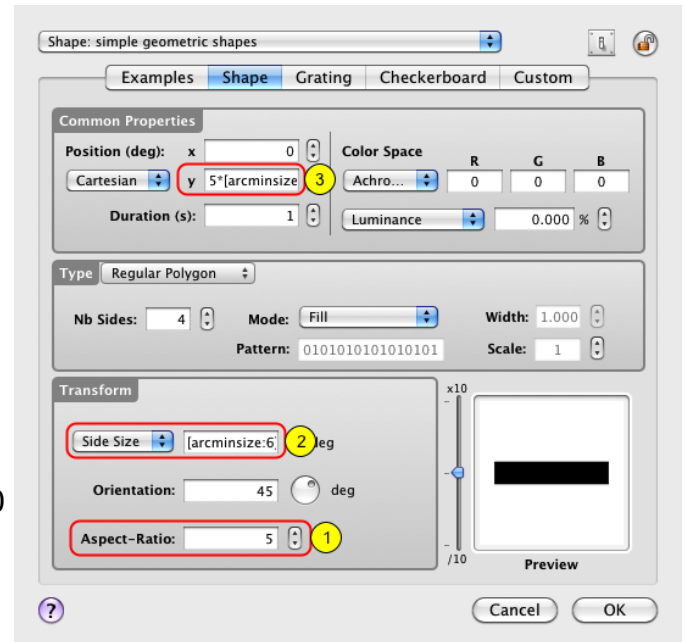 Shape: simple geometric shapes
Examples Shape Grating Checkerboard Custom
Common Properties
Position (deg): x 0 Color Space R G B
Cartesian y 5*[arcminsize 3 Achro... 0 0 0
Duration (s): 1 Luminance 0.000 %
Type Regular Polygon
Nb Sides: 4 Mode: Fill Width: 1.000
Pattern: 0101010101010101 Scale: 1
Transform x10
Side Size [arcminsize:6] 2 deg
Orientation: 45 deg
Aspect-Ratio: 5 1
/10 Preview
? Cancel OK